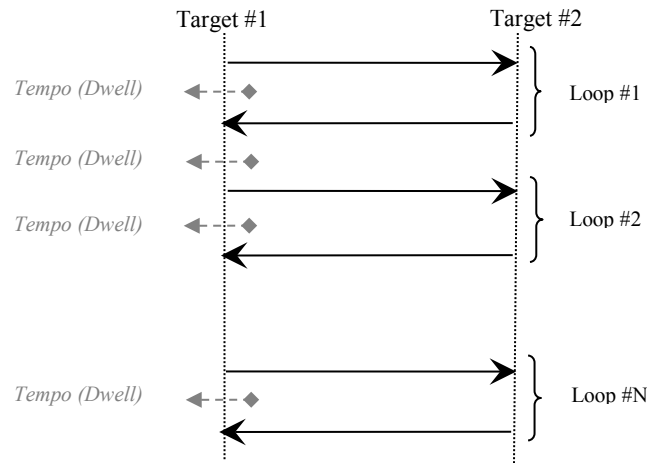 Target #1
Target #2
Tempo (Dwell)
Loop #1
Tempo (Dwell)
Tempo (Dwell)
Loop #2
Tempo (Dwell)
Loop #N